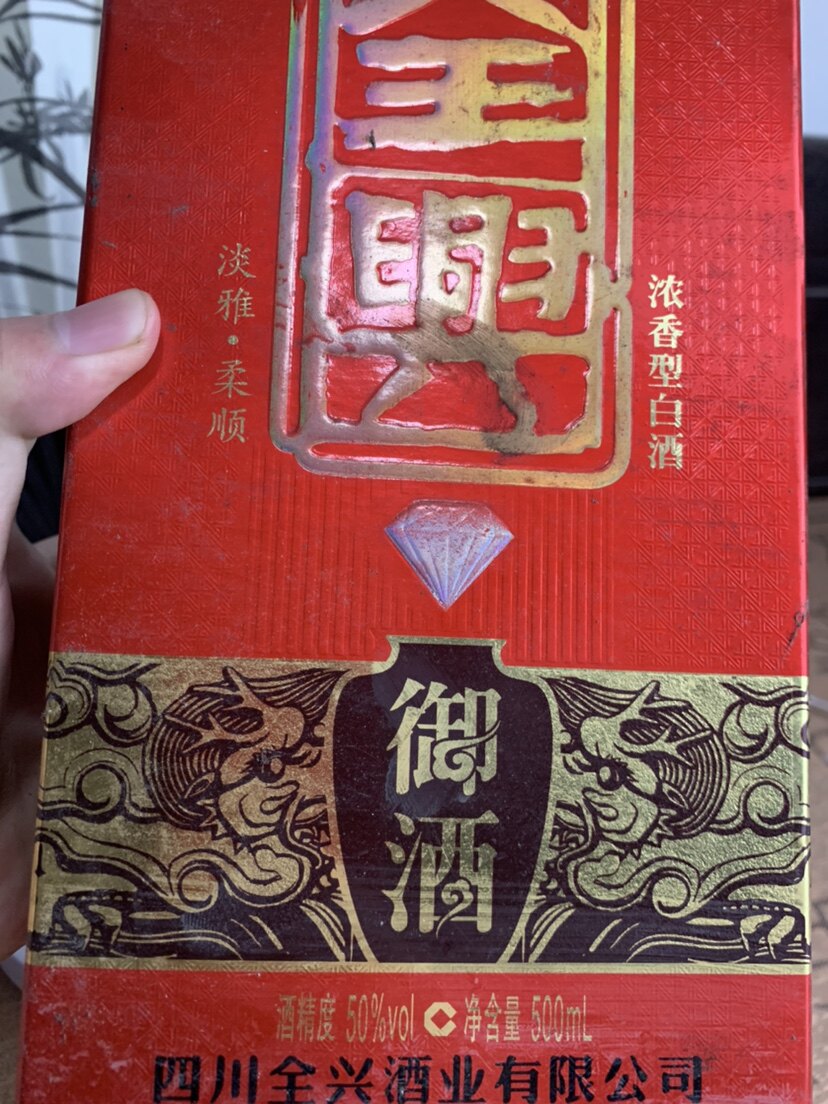 全興
淡雅·柔顺
浓香型白酒
御酒
酒精度 50%vol 净含量 500mL
四川全兴酒业有限公司